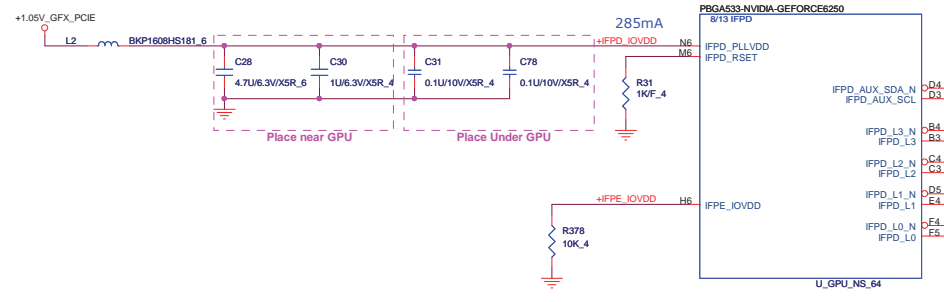 +1.05V_GFX_PCIE
L2
BKP1608HS181_6
C28
4.7U/6.3V/X5R_6
C30
1U/6.3V/X5R_4
C31
0.1U/10V/X5R_4
C78
0.1U/10V/X5R_4
Place near GPU
Place Under GPU
285mA
+IFPD_IOVDD
N6
M6
R31
1K/F_4
+IFPE_IOVDD
H6
R378
10K_4
PBGA533-NVIDIA-GEFORCE6250
8/13 IFPD
IFPD_PLLVDD
IFPD_RSET
IFPE_IOVDD
IFPD_AUX_SDA_N D4
IFPD_AUX_SCL D3
IFPD_L3_N B4
IFPD_L3 B3
IFPD_L2_N C4
IFPD_L2 C3
IFPD_L1_N D5
IFPD_L1 E4
IFPD_L0_N F4
IFPD_L0 F5
U_GPU_NS_64